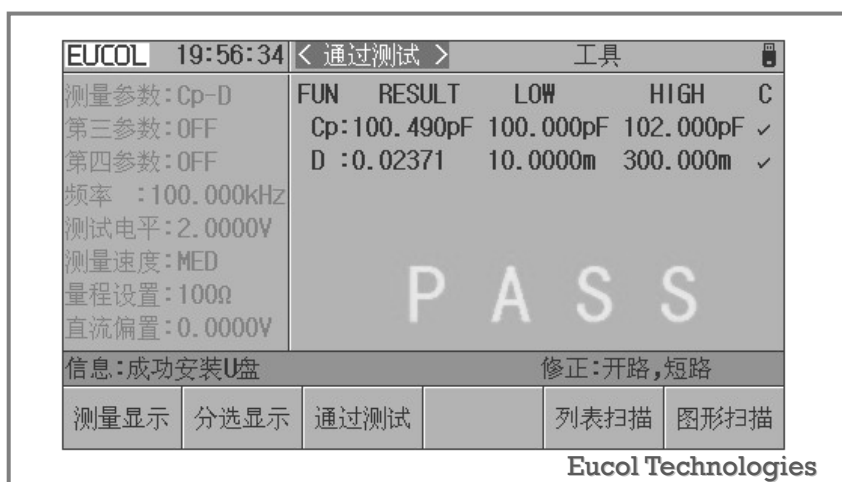 EUCOL 19:56:34 < 通过测试 > 工具
测量参数:Cp-D FUN RESULT LOW HIGH C
第三参数:OFF Cp:100.490pF 100.000pF 102.000pF ✓
第四参数:OFF D :0.02371 10.0000m 300.000m ✓
频率 :100.000kHz
测试电平:2.0000V
测量速度:MED
量程设置:100Ω
直流偏置:0.0000V
PASS
信息:成功安装U盘 修正:开路,短路
测量显示 分选显示 通过测试 列表扫描 图形扫描
Eucol Technologies